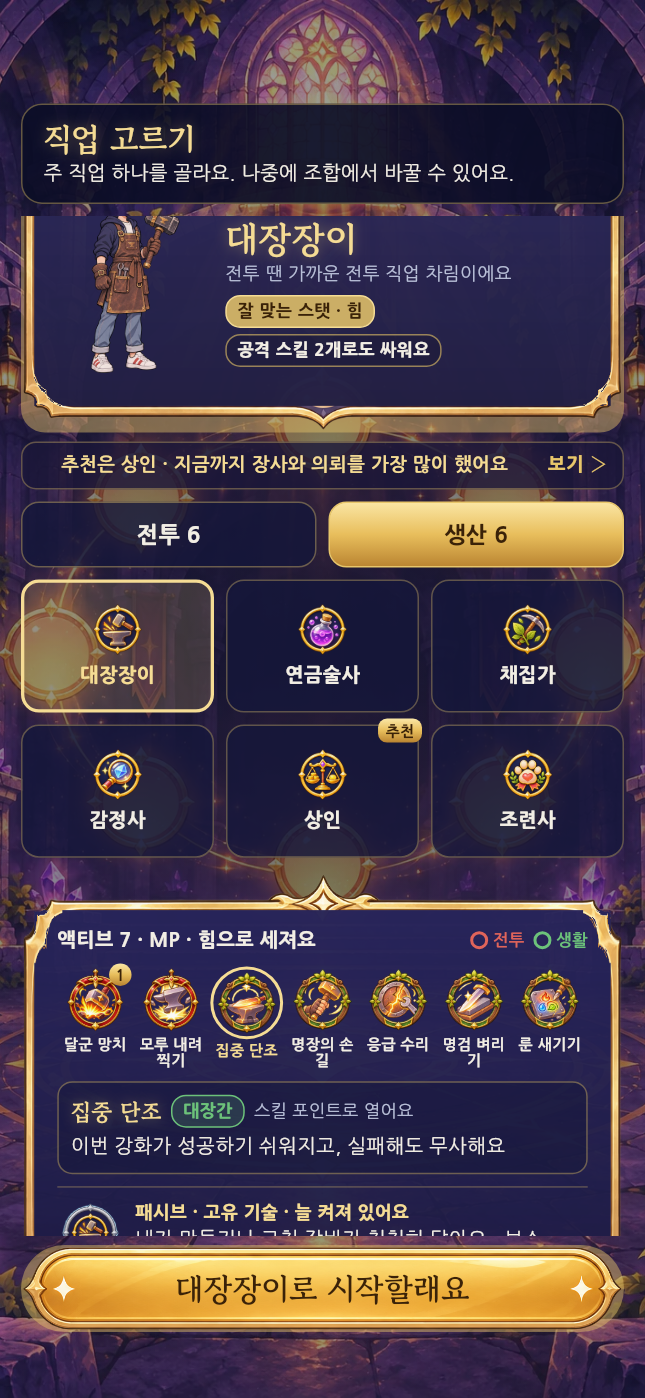 직업 고르기
주 직업 하나를 골라요. 나중에 조합에서 바꿀 수 있어요.
대장장이
전투 땐 가까운 전투 직업 차림이에요
잘 맞는 스탯 · 힘
공격 스킬 2개로도 싸워요
추천은 상인 · 지금까지 장사와 의뢰를 가장 많이 했어요 보기 >
전투 6 생산 6
대장장이 연금술사 채집가
추천
감정사 상인 조련사
액티브 7 · MP · 힘으로 세져요 전투 생활
1
달군 망치 모루 내려 집중 단조 명장의 손 응급 수리 명검 벼리 룬 새기기
찍기 길 기
집중 단조 대장간 스킬 포인트로 열어요
이번 강화가 성공하기 쉬워지고, 실패해도 무사해요
패시브 · 고유 기술 · 늘 켜져 있어요
대장장이로 시작할래요